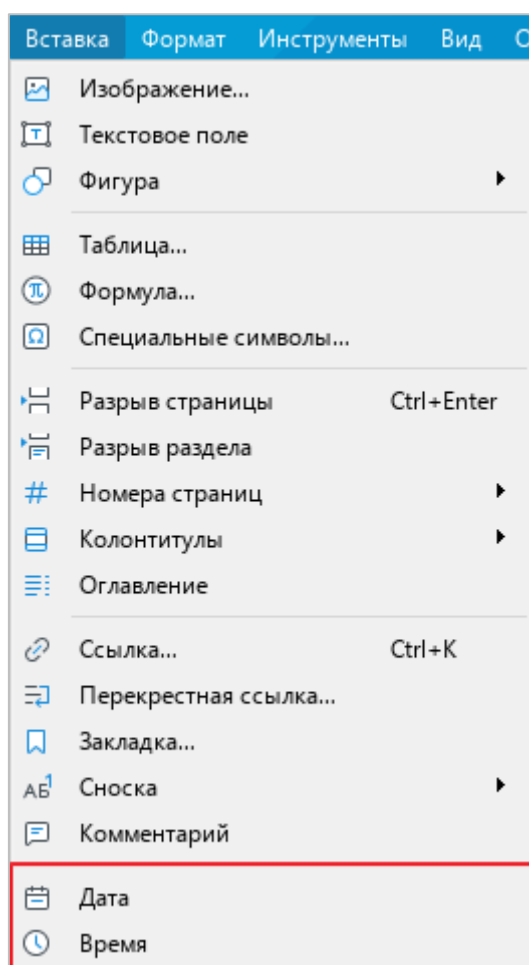 Вставка Формат Инструменты Вид
Изображение...
Текстовое поле
Фигура
Таблица...
Формула...
Специальные символы...
Разрыв страницы Ctrl+Enter
Разрыв раздела
Номера страниц
Колонтитулы
Оглавление
Ссылка... Ctrl+K
Перекрестная ссылка...
Закладка...
Сноска
Комментарий
Дата
Время